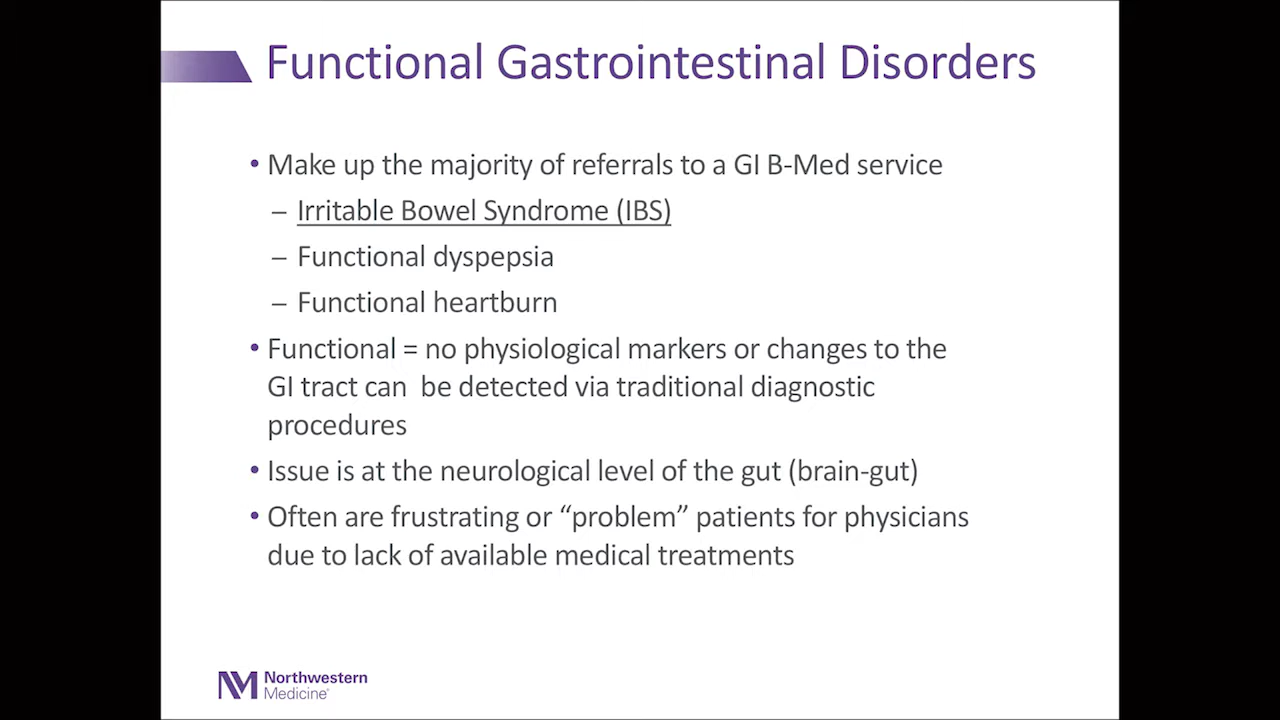 Functional Gastrointestinal Disorders
• Make up the majority of referrals to a GI B-Med service
– Irritable Bowel Syndrome (IBS)
– Functional dyspepsia
– Functional heartburn
• Functional = no physiological markers or changes to the
GI tract can  be detected via traditional diagnostic
procedures
• Issue is at the neurological level of the gut (brain-gut)
• Often are frustrating or “problem” patients for physicians
due to lack of available medical treatments
NM Northwestern
Medicine®